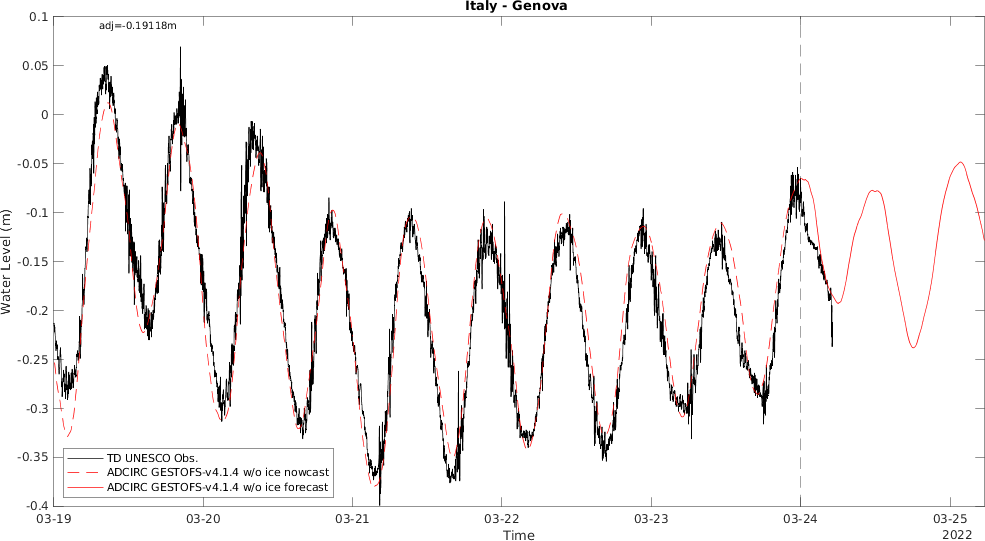 Italy - Genova
adj=-0.19118m
0.1
0.05
0
-0.05
-0.1
-0.15
-0.2
-0.25
-0.3
-0.35
-0.4
Water Level (m)
TD UNESCO Obs.
ADCIRC GESTOFS-v4.1.4 w/o ice nowcast
ADCIRC GESTOFS-v4.1.4 w/o ice forecast
03-19 03-20 03-21 03-22 03-23 03-24 03-25
Time 2022